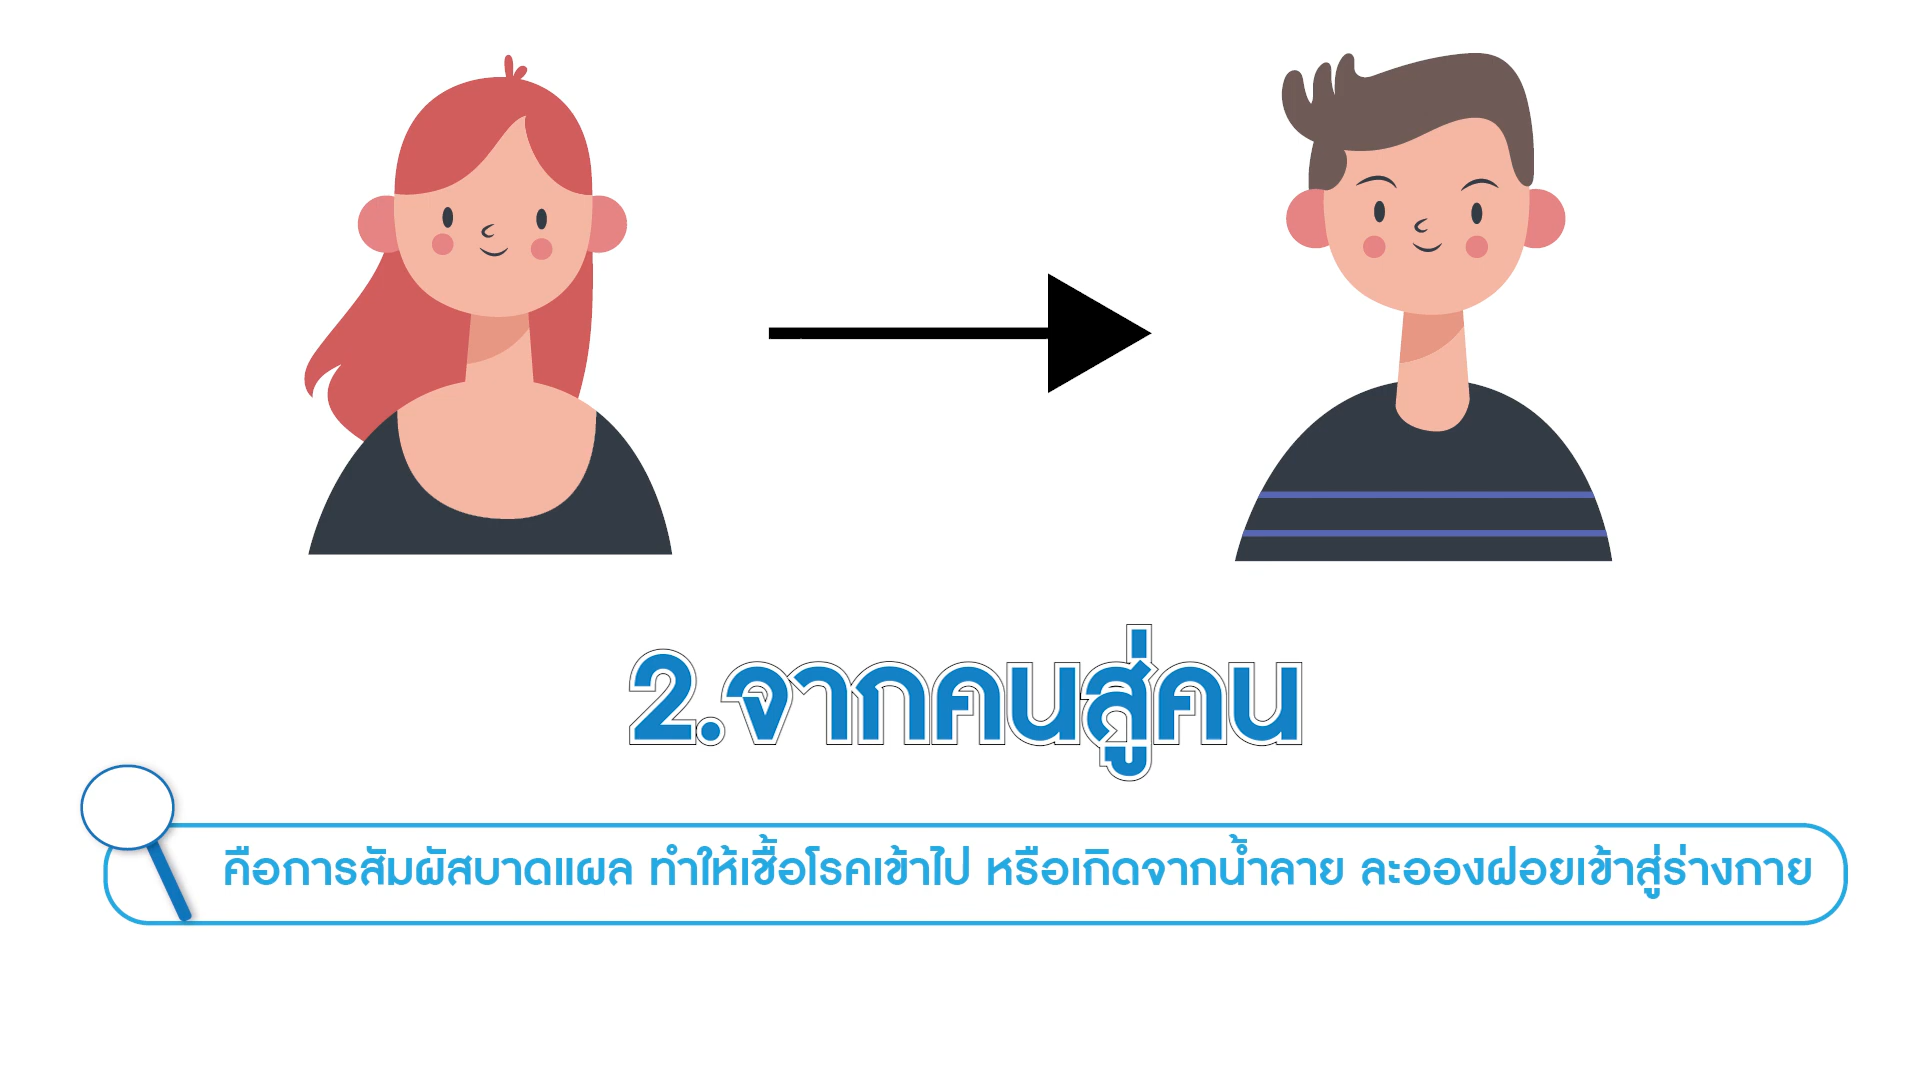 2.จากคนสู่คน
คือการสัมผัสบาดแผล ทำให้เชื้อโรคเข้าไป หรือเกิดจากน้ำลาย ละอองฝอยเข้าสู่ร่างกาย